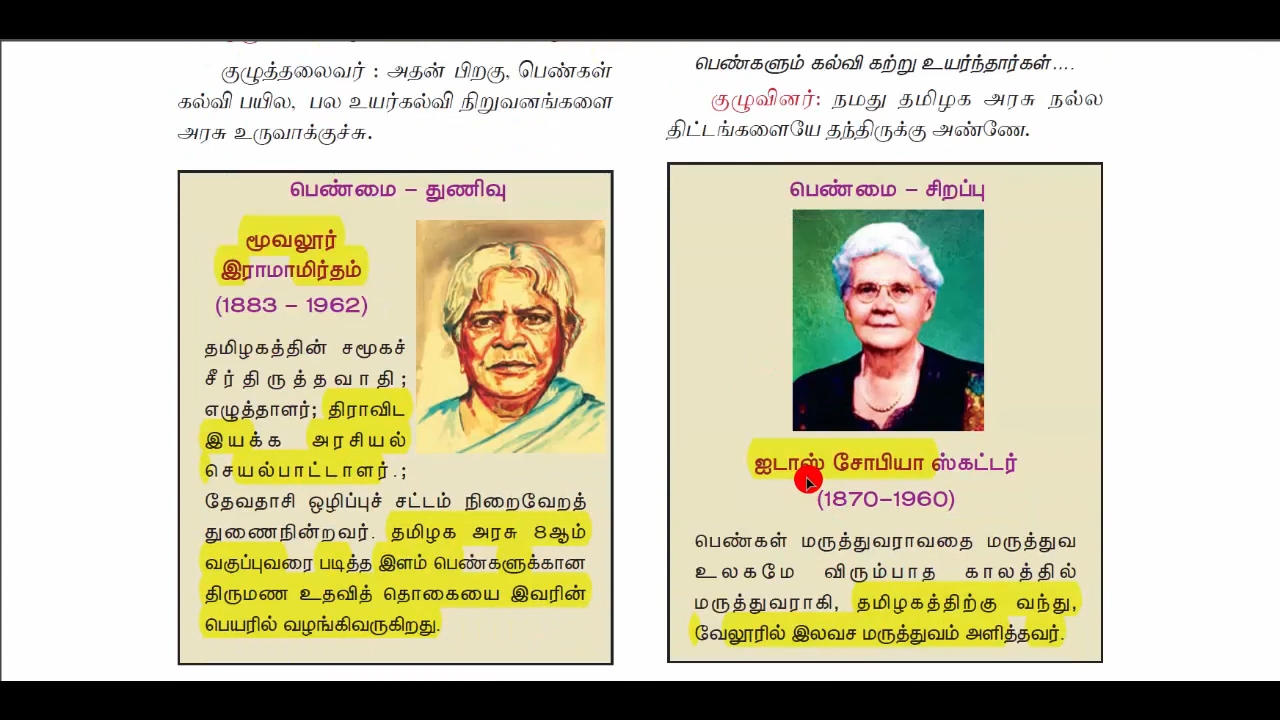 குழுத்தலைவர் : அதன் பிறகு, பெண்கள்
கல்வி பயில, பல உயர்கல்வி நிறுவனங்களை
அரசு உருவாக்குச்சு.
பெண்மை – துணிவு
மூவலூர்
இராமாமிர்தம்
(1883 – 1962)
தமிழகத்தின் சமூகச்
சீர்திருத்தவாதி;
எழுத்தாளர்; திராவிட
இயக்க அரசியல்
செயல்பாட்டாளர்.;
தேவதாசி ஒழிப்புச் சட்டம் நிறைவேறத்
துணைநின்றவர். தமிழக அரசு 8ஆம்
வகுப்புவரை படித்த இளம் பெண்களுக்கான
திருமண உதவித் தொகையை இவரின்
பெயரில் வழங்கிவருகிறது.
பெண்களும் கல்வி கற்று உயர்ந்தார்கள்....
குழுவினர்: நமது தமிழக அரசு நல்ல
திட்டங்களையே தந்திருக்கு அண்ணே.
பெண்மை – சிறப்பு
ஐடாஸ் சோபியா ஸ்கட்டர்
(1870–1960)
பெண்கள் மருத்துவராவதை மருத்துவ
உலகமே விரும்பாத காலத்தில்
மருத்துவராகி, தமிழகத்திற்கு வந்து,
வேலூரில் இலவச மருத்துவம் அளித்தவர்.